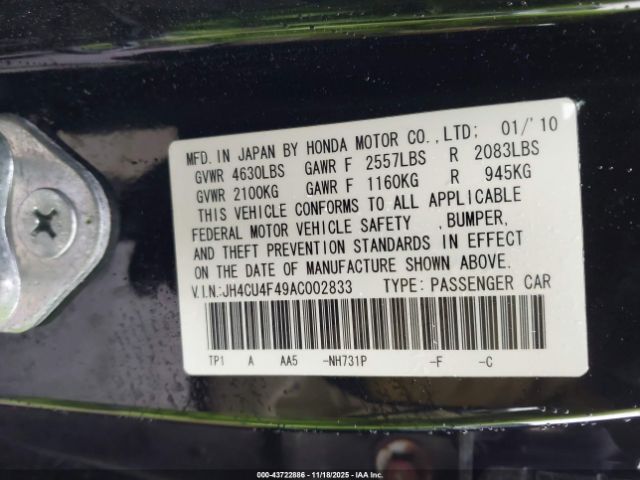 MFD. IN JAPAN BY HONDA MOTOR CO., LTD; 01/'10
GVWR 4630LBS GAWR F 2557LBS R 2083LBS
GVWR 2100KG GAWR F 1160KG R 945KG
THIS VEHICLE CONFORMS TO ALL APPLICABLE
FEDERAL MOTOR VEHICLE SAFETY , BUMPER,
AND THEFT PREVENTION STANDARDS IN EFFECT
ON THE DATE OF MANUFACTURE SHOWN ABOVE.
V.I.N.:JH4CU4F49AC002833 TYPE: PASSENGER CAR
TP1 A AA5 -NH731P -F -C
000-43722886 | 11/18/2025 | IAAI, Inc.